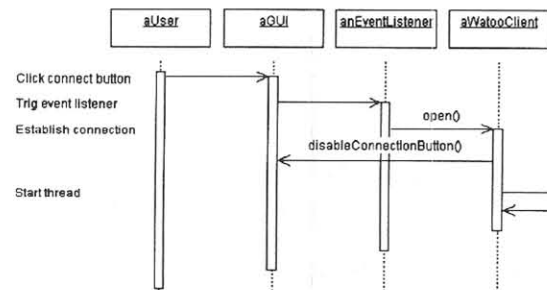 aUser
aGUI
anEventListener
aWatooClient
Click connect button
Trig event listener
open()
Establish connection
disableConnectionButton()
Start thread